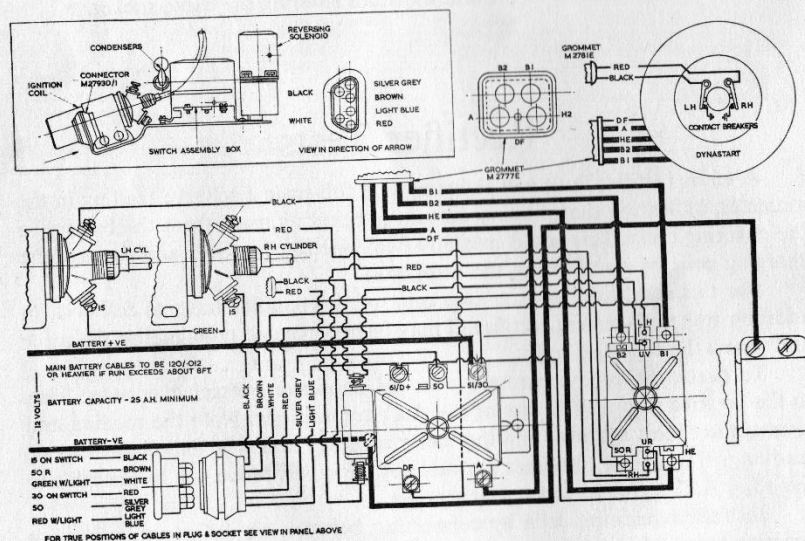 REVERSING
SOLENOID
CONDENSERS
CONNECTOR
M27930/1
IGNITION
COIL
BLACK
WHITE
SILVER GREY
BROWN
LIGHT BLUE
RED
SWITCH ASSEMBLY BOX
VIEW IN DIRECTION OF ARROW
GROMMET
M 2781E
RED
BLACK
B2
B1
A
H2
DF
GROMMET
M 2777E
LH
RH
CONTACT BREAKERS
DYNASTART
DF
A
HE
B2
B1
B1
B2
HE
A
DF
BLACK
RED
LH CYL
RH CYLINDER
1
15
15
BLACK
RED
RED
BLACK
GREEN
BATTERY +VE
MAIN BATTERY CABLES TO BE 120/·012
OR HEAVIER IF RUN EXCEEDS ABOUT 6FT.
12 VOLTS
BATTERY CAPACITY - 25 A.H. MINIMUM
BATTERY-VE
BLACK
BROWN
WHITE
RED
SILVER GREY
LIGHT BLUE
61/D+
50
51/30
DF
A
LH
B2
UV
B1
50R
UR
HE
RH
15 ON SWITCH
BLACK
50 R
BROWN
GREEN W/LIGHT
WHITE
30 ON SWITCH
RED
50
SILVER
GREY
RED W/LIGHT
LIGHT
BLUE
FOR TRUE POSITIONS OF CABLES IN PLUG & SOCKET SEE VIEW IN PANEL ABOVE